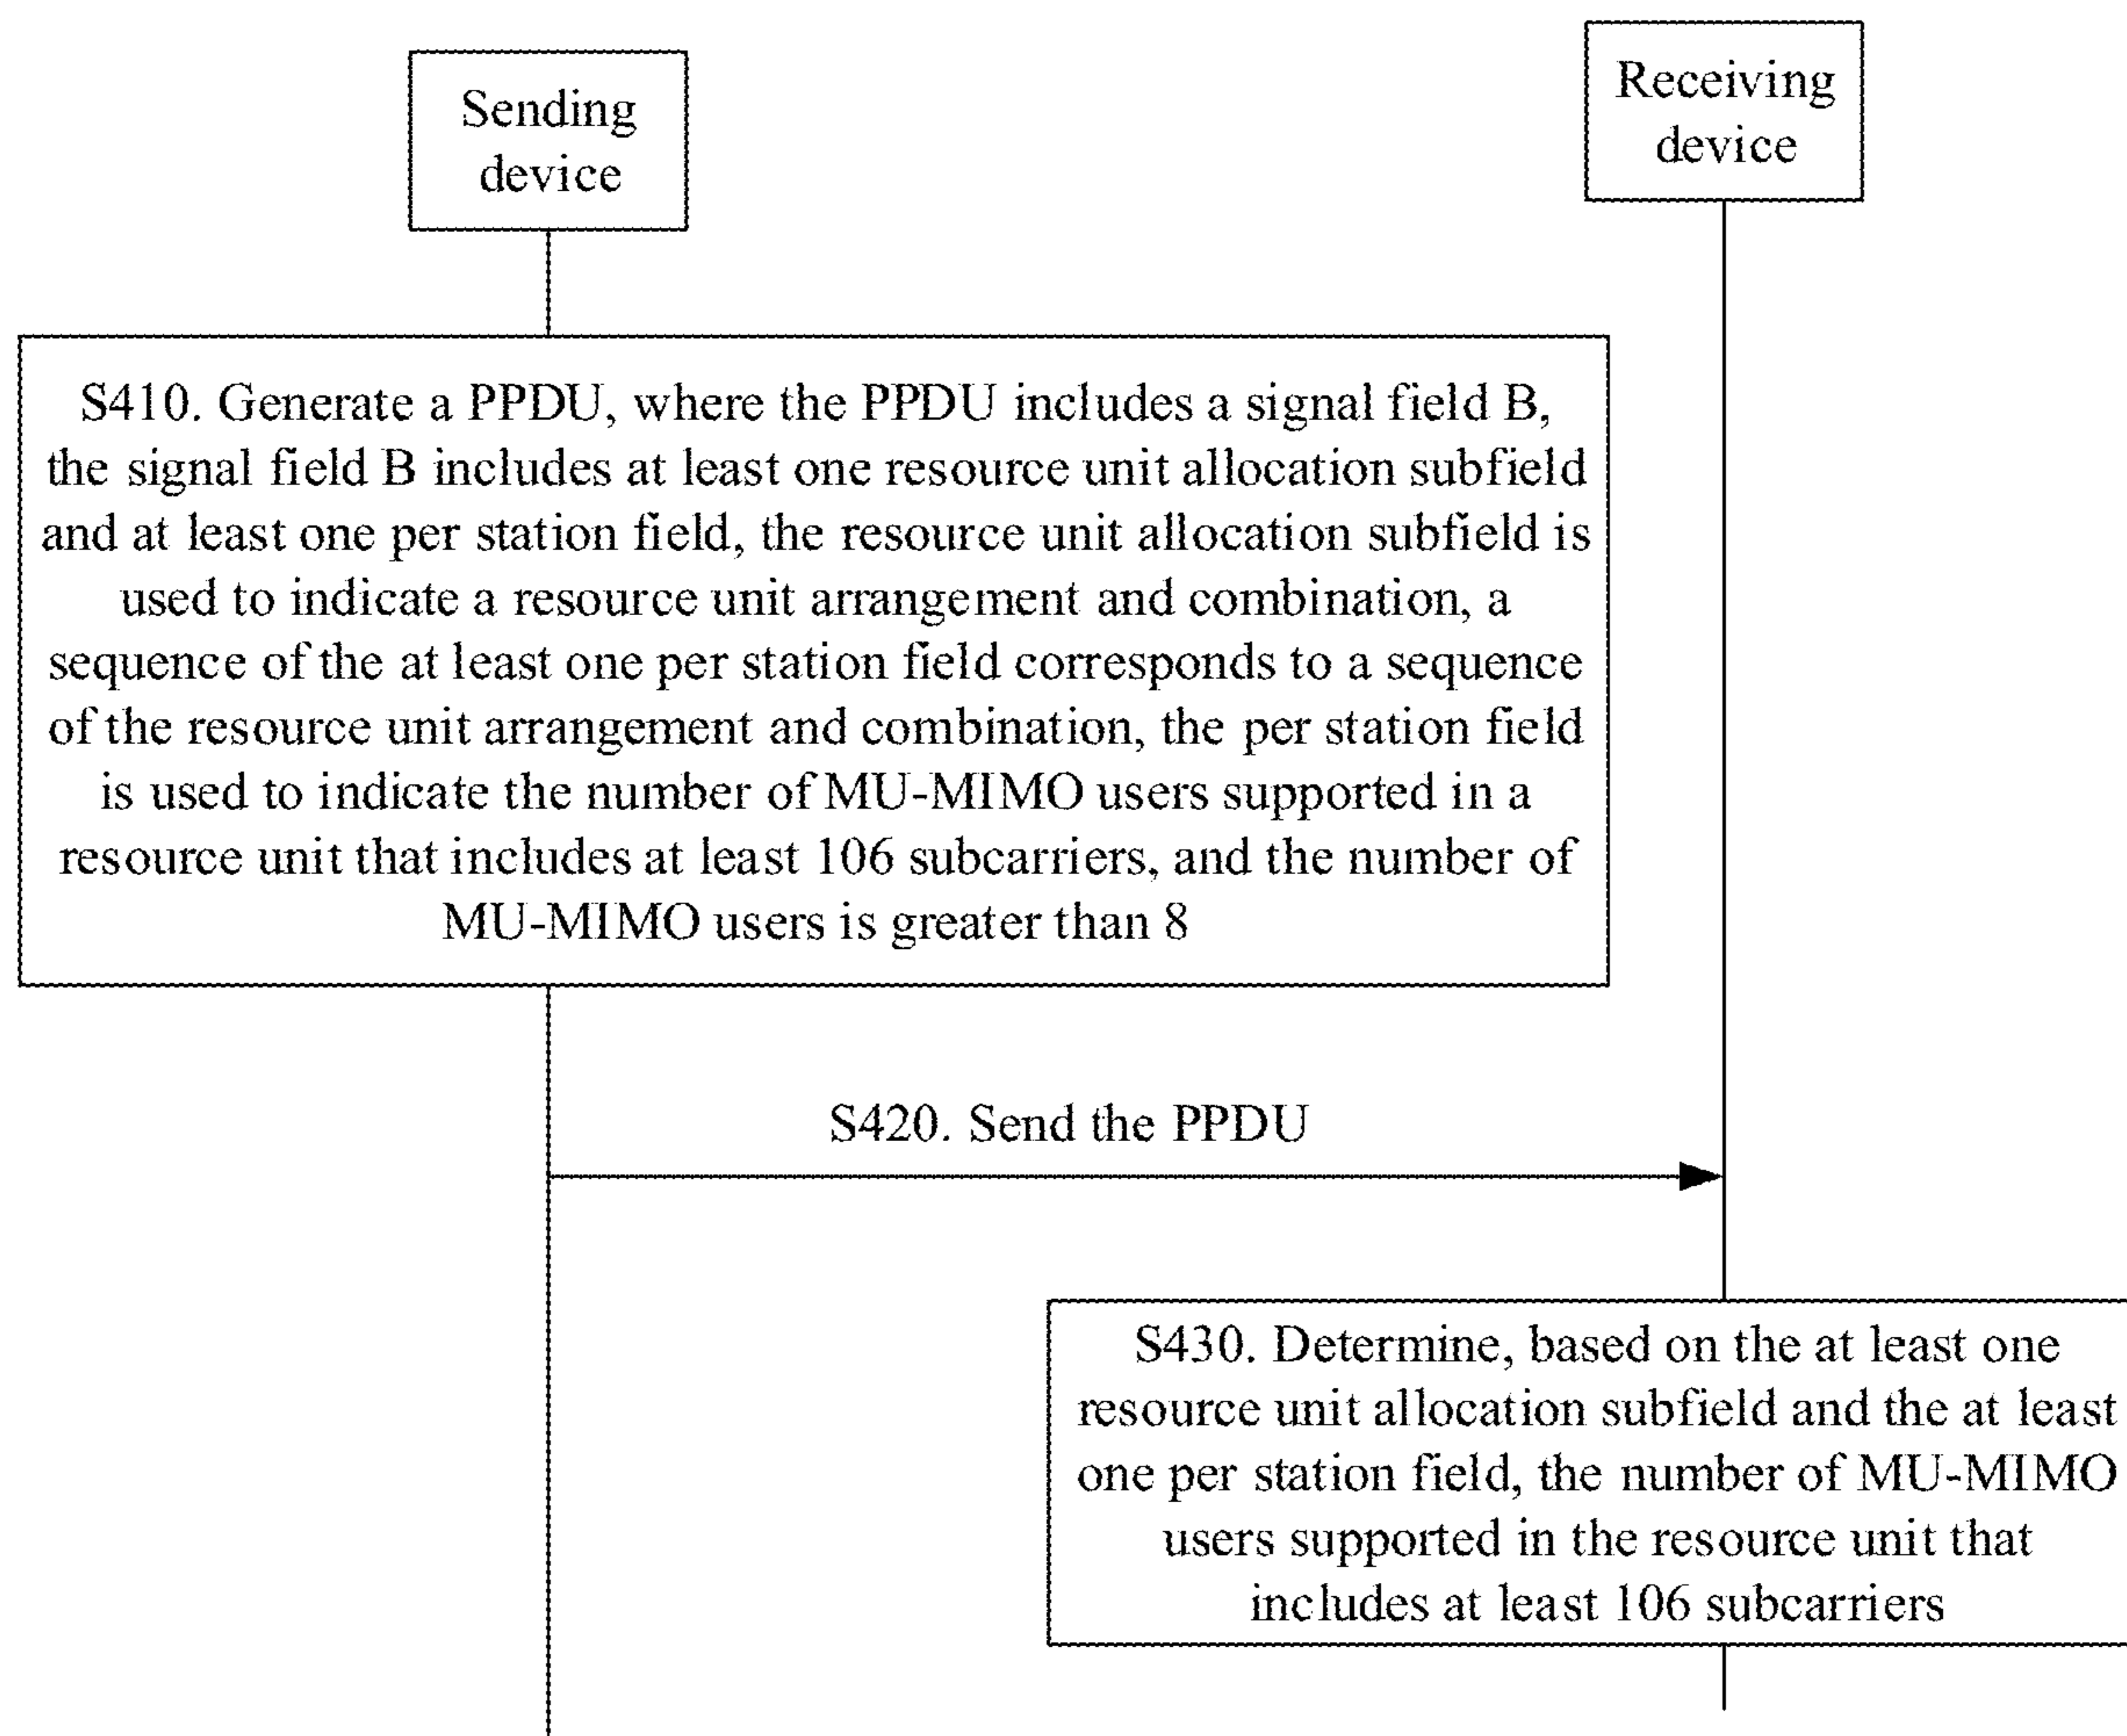 Sending
device
Receiving
device
S410. Generate a PPDU, where the PPDU includes a signal field B,
the signal field B includes at least one resource unit allocation subfield
and at least one per station field, the resource unit allocation subfield is
used to indicate a resource unit arrangement and combination, a
sequence of the at least one per station field corresponds to a sequence
of the resource unit arrangement and combination, the per station field
is used to indicate the number of MU-MIMO users supported in a
resource unit that includes at least 106 subcarriers, and the number of
MU-MIMO users is greater than 8
S420. Send the PPDU
S430. Determine, based on the at least one
resource unit allocation subfield and the at least
one per station field, the number of MU-MIMO
users supported in the resource unit that
includes at least 106 subcarriers